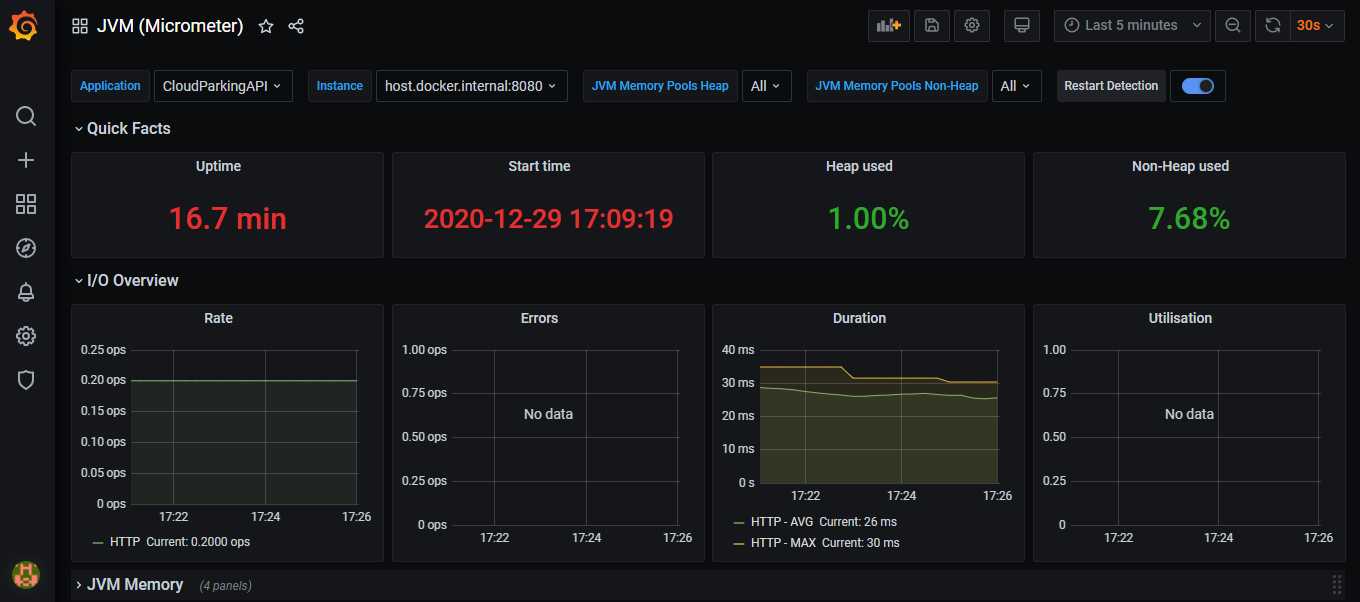 JVM (Micrometer)
Last 5 minutes
30s
Application CloudParkingAPI Instance host.docker.internal:8080 JVM Memory Pools Heap All JVM Memory Pools Non-Heap All Restart Detection
Quick Facts
Uptime
16.7 min
Start time
2020-12-29 17:09:19
Heap used
1.00%
Non-Heap used
7.68%
I/O Overview
Rate
0.25 ops
0.20 ops
0.15 ops
0.10 ops
0.05 ops
0 ops
17:22 17:24 17:26
HTTP Current: 0.2000 ops
Errors
1.00 ops
0.75 ops
0.50 ops
0.25 ops
0 ops
No data
17:22 17:24 17:26
Duration
40 ms
30 ms
20 ms
10 ms
0 s
17:22 17:24 17:26
HTTP - AVG Current: 26 ms
HTTP - MAX Current: 30 ms
Utilisation
1.00
0.75
0.50
0.25
0
No data
17:22 17:24 17:26
JVM Memory (4 panels)